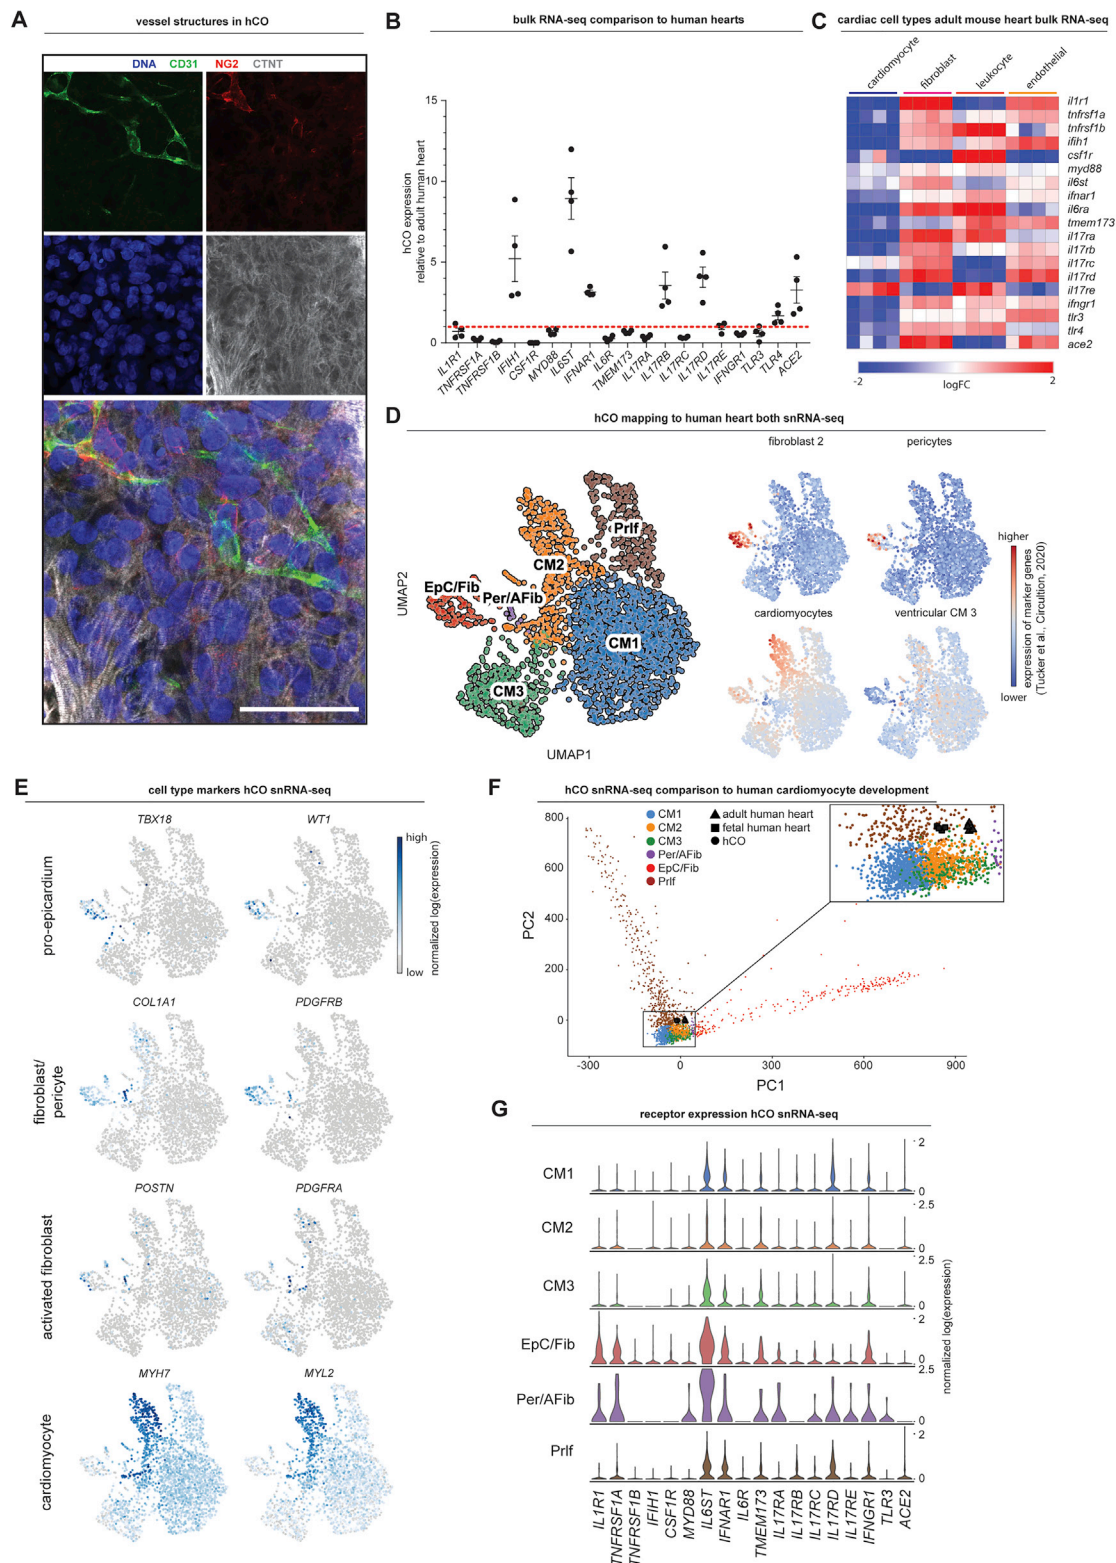 A
vessel structures in hCO
DNA CD31 NG2 CTNT
B
bulk RNA-seq comparison to human hearts
hCO expression
relative to adult human heart
15
10
5
0
IL1R1
TNFRSF1A
TNFRSF1B
IFIH1
CSF1R
MYD88
IL6ST
IFNAR1
IL6R
TMEM173
IL17RA
IL17RB
IL17RC
IL17RD
IL17RE
IFNGR1
TLR3
TLR4
ACE2
C
cardiac cell types adult mouse heart bulk RNA-seq
cardiomyocyte
fibroblast
leukocyte
endothelial
il1r1
tnfrsf1a
tnfrsf1b
ifih1
csf1r
myd88
il6st
ifnar1
il6ra
tmem173
il17ra
il17rb
il17rc
il17rd
il17re
ifngr1
tlr3
tlr4
ace2
-2
2
logFC
D
hCO mapping to human heart both snRNA-seq
fibroblast 2
pericytes
PrIf
CM2
EpC/Fib
Per/AFib
CM1
CM3
UMAP2
UMAP1
cardiomyocytes
ventricular CM 3
higher
lower
expression of marker genes
(Tucker et al., Circultion, 2020)
E
cell type markers hCO snRNA-seq
TBX18
WT1
pro-epicardium
high
low
normalized log(expression)
COL1A1
PDGFRB
fibroblast/
pericyte
POSTN
PDGFRA
activated fibroblast
MYH7
MYL2
cardiomyocyte
F
hCO snRNA-seq comparison to human cardiomyocyte development
CM1
CM2
CM3
Per/AFib
EpC/Fib
PrIf
adult human heart
fetal human heart
hCO
PC2
800
600
400
200
0
-300
0
300
600
900
PC1
G
receptor expression hCO snRNA-seq
CM1
2
0
CM2
2.5
0
CM3
2.5
0
EpC/Fib
2
0
Per/AFib
2.5
0
PrIf
2
0
normalized log(expression)
IL1R1
TNFRSF1A
TNFRSF1B
IFIH1
CSF1R
MYD88
IL6ST
IFNAR1
IL6R
TMEM173
IL17RA
IL17RB
IL17RC
IL17RD
IL17RE
IFNGR1
TLR3
ACE2